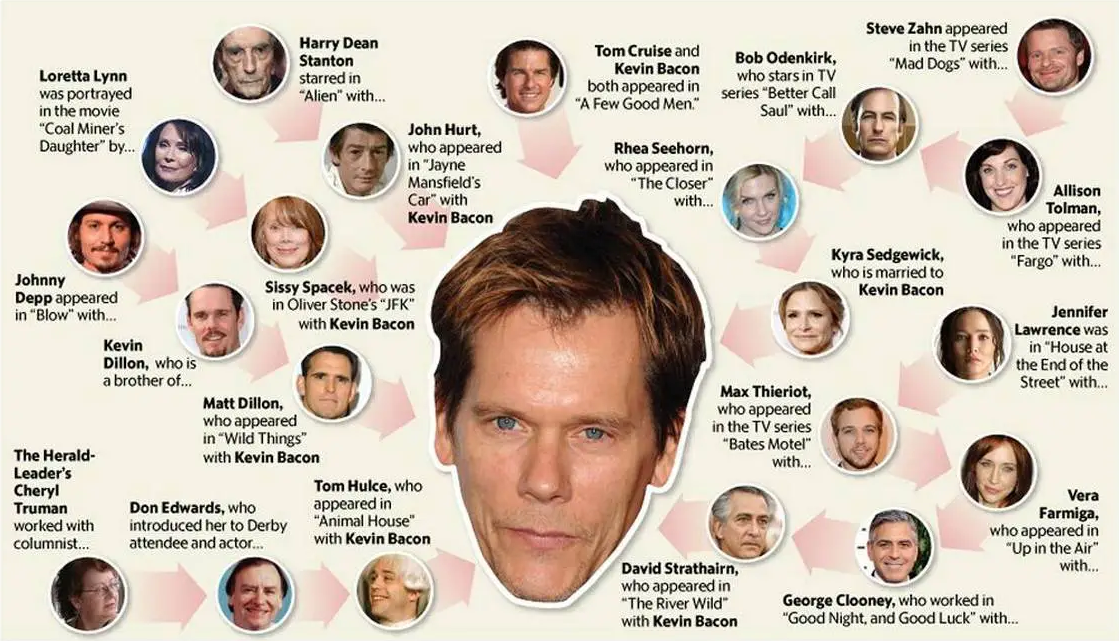 Loretta Lynn
was portrayed
in the movie
“Coal Miner’s
Daughter” by...
Harry Dean
Stanton
starred in
“Alien” with...
John Hurt,
who appeared
in “Jayne
Mansfield’s
Car” with
Kevin Bacon
Sissy Spacek, who was
in Oliver Stone’s “JFK”
with Kevin Bacon
Johnny
Depp appeared
in “Blow” with...
Kevin
Dillon, who is
a brother of...
Matt Dillon,
who appeared
in “Wild Things”
with Kevin Bacon
The Herald-
Leader’s
Cheryl
Truman
worked with
columnist...
Don Edwards, who
introduced her to Derby
attendee and actor...
Tom Hulce, who
appeared in
“Animal House”
with Kevin Bacon
Tom Cruise and
Kevin Bacon
both appeared in
“A Few Good Men.”
Steve Zahn appeared
in the TV series
“Mad Dogs” with...
Allison
Tolman,
who appeared
in the TV series
“Fargo” with...
Bob Odenkirk,
who stars in TV
series “Better Call
Saul” with...
Rhea Seehorn,
who appeared in
“The Closer”
with...
Kyra Sedgewick,
who is married to
Kevin Bacon
Jennifer
Lawrence was
in “House at
the End of the
Street” with...
Max Thieriot,
who appeared
in the TV series
“Bates Motel”
with...
Vera
Farmiga,
who appeared in
“Up in the Air”
with...
George Clooney, who worked in
“Good Night, and Good Luck” with...
David Strathairn,
who appeared in
“The River Wild”
with Kevin Bacon